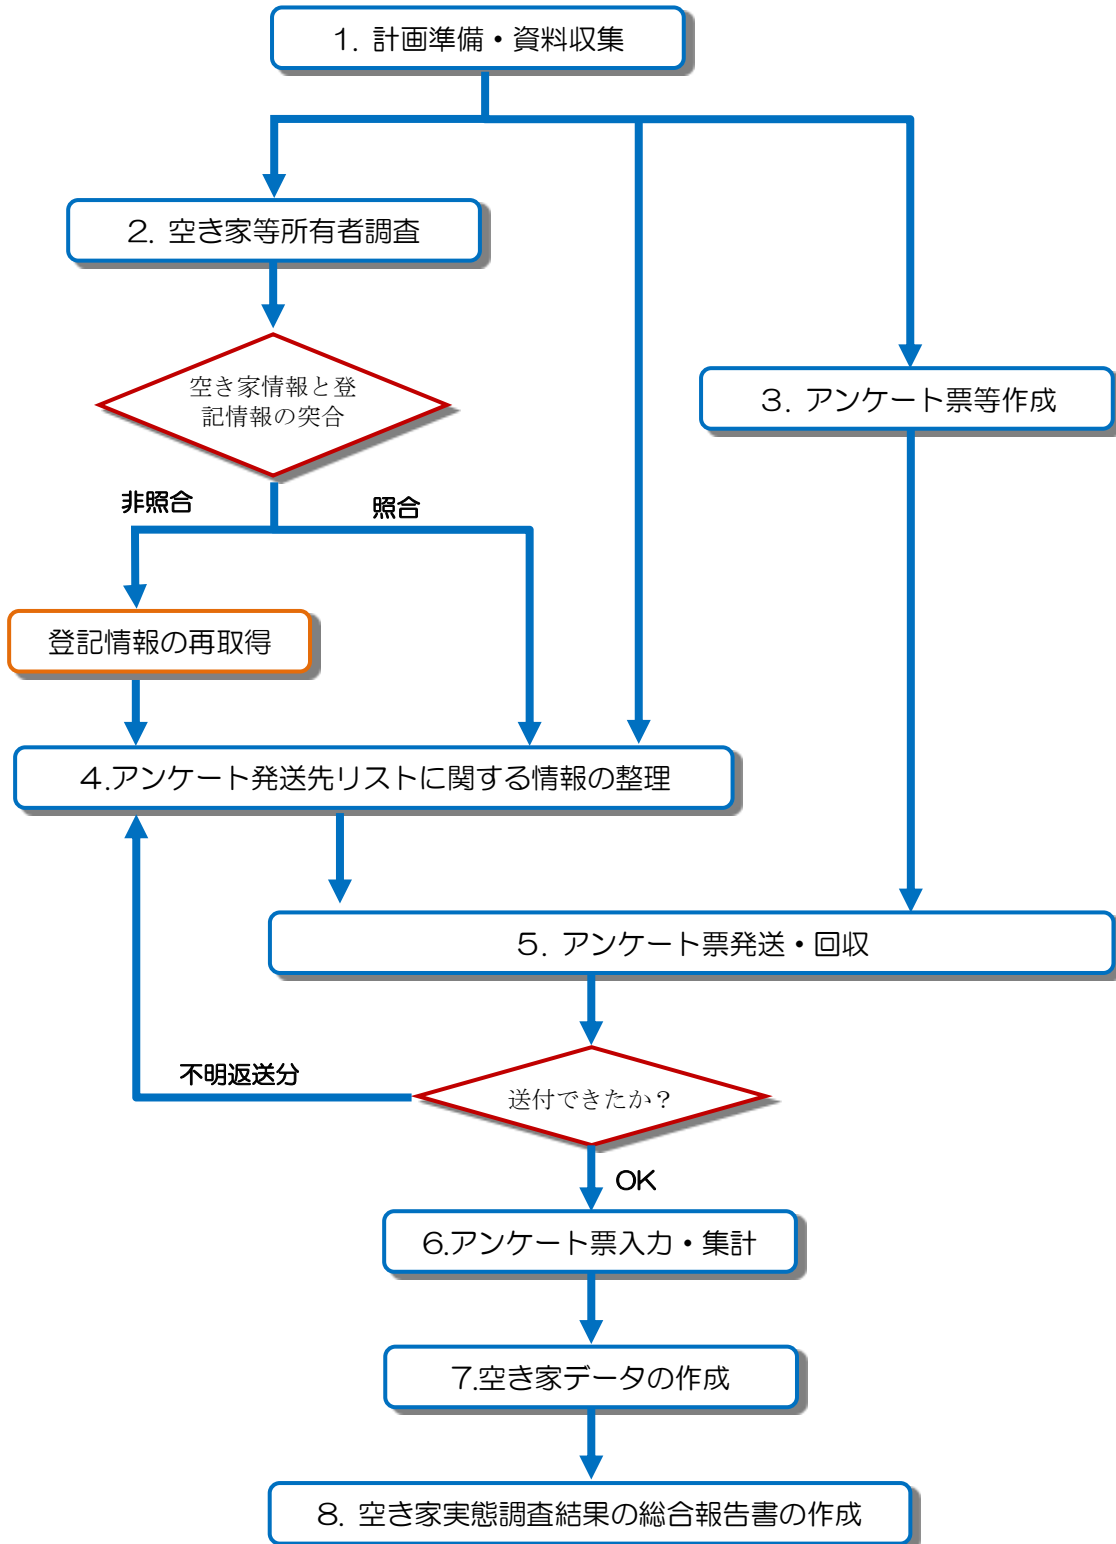 1. 計画準備・資料収集
2. 空き家等所有者調査
空き家情報と登
記情報の突合
3. アンケート票等作成
非照合
照合
登記情報の再取得
4.アンケート発送先リストに関する情報の整理
5. アンケート票発送・回収
不明返送分
送付できたか？
OK
6.アンケート票入力・集計
7.空き家データの作成
8. 空き家実態調査結果の総合報告書の作成